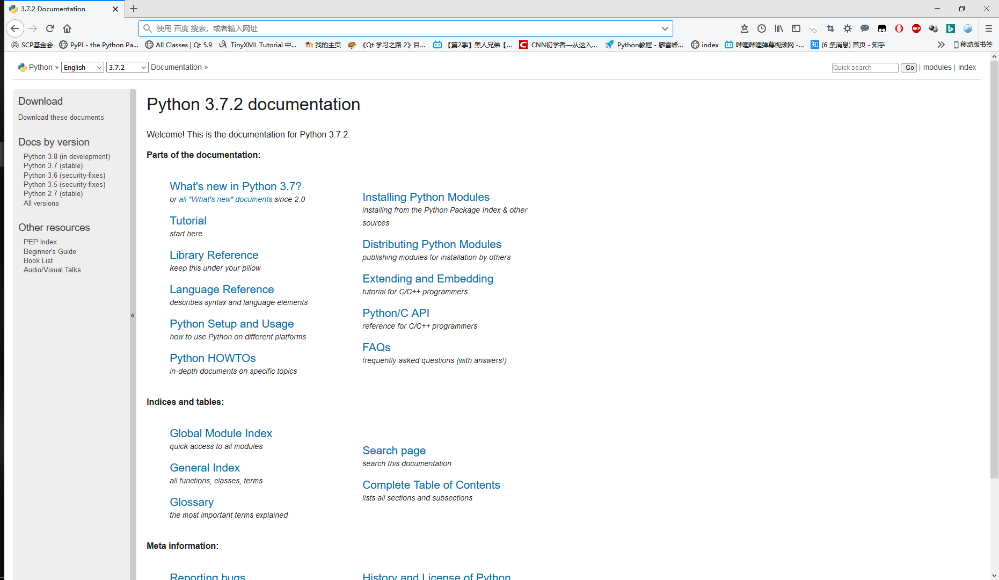 3.7.2 Documentation
使用 百度 搜索，或者输入网址
SCP基金会 PyPI - the Python Pa... All Classes | Qt 5.9 TinyXML Tutorial 中... 我的主页 《Qt 学习之路 2》目... 【第2季】黑人兄弟【... CNN初学者—从这入... Python教程 - 廖雪峰... index 哔哩哔哩弹幕视频网 -... 知 (6 条消息) 首页 - 知乎 移动版书签
Python » English 3.7.2 Documentation » Quick search Go | modules | index
Download
Download these documents
Docs by version
Python 3.8 (in development)
Python 3.7 (stable)
Python 3.6 (security-fixes)
Python 3.5 (security-fixes)
Python 2.7 (stable)
All versions
Other resources
PEP Index
Beginner's Guide
Book List
Audio/Visual Talks
«
Python 3.7.2 documentation
Welcome! This is the documentation for Python 3.7.2.
Parts of the documentation:
What's new in Python 3.7?
or all "What's new" documents since 2.0
Tutorial
start here
Library Reference
keep this under your pillow
Language Reference
describes syntax and language elements
Python Setup and Usage
how to use Python on different platforms
Python HOWTOs
in-depth documents on specific topics
Installing Python Modules
installing from the Python Package Index & other
sources
Distributing Python Modules
publishing modules for installation by others
Extending and Embedding
tutorial for C/C++ programmers
Python/C API
reference for C/C++ programmers
FAQs
frequently asked questions (with answers!)
Indices and tables:
Global Module Index
quick access to all modules
General Index
all functions, classes, terms
Glossary
the most important terms explained
Search page
search this documentation
Complete Table of Contents
lists all sections and subsections
Meta information:
Reporting bugs
History and License of Python